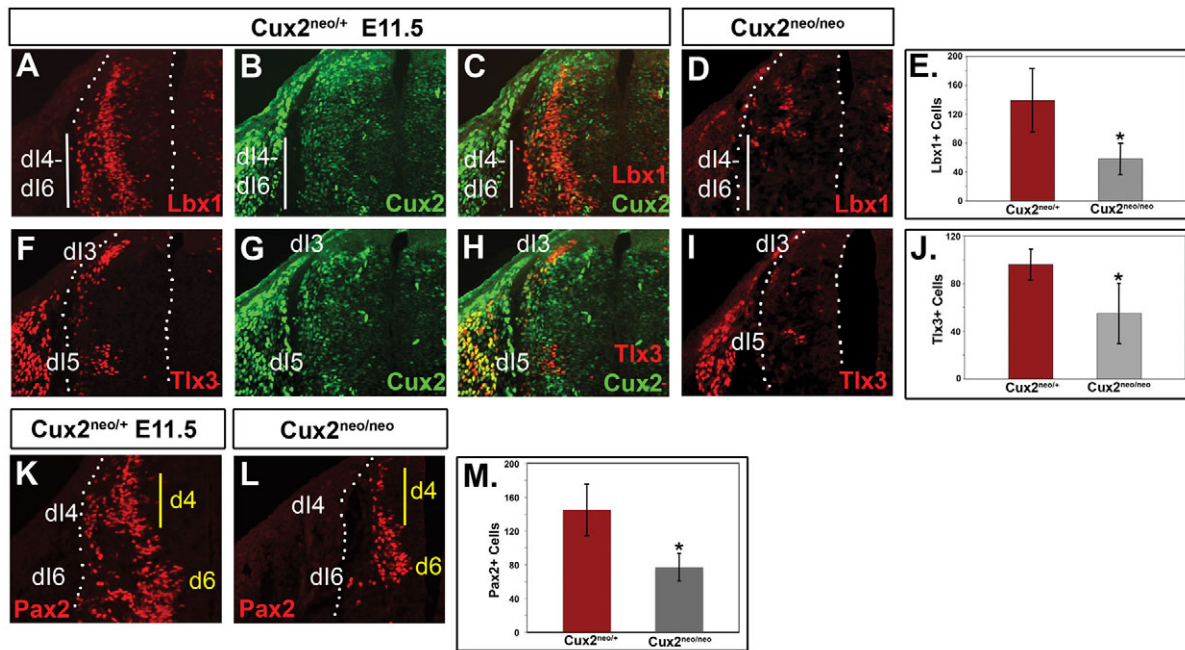 Cux2neo/+ E11.5
Cux2neo/neo
A
dI4-
dI6
Lbx1
B
dI4-
dI6
Cux2
C
dI4-
dI6
Lbx1
Cux2
D
dI4-
dI6
Lbx1
E.
Lbx1+ Cells
200
160
120
80
40
0
*
Cux2neo/+
Cux2neo/neo
F
dI3
dI5
Tlx3
G
dI3
dI5
Cux2
H
dI3
dI5
Tlx3
Cux2
I
dI3
dI5
Tlx3
J.
Tlx3+ Cells
120
80
40
0
*
Cux2neo/+
Cux2neo/neo
Cux2neo/+ E11.5
Cux2neo/neo
K
dI4
dI6
d4
d6
Pax2
L
dI4
dI6
d4
d6
Pax2
M.
Pax2+ Cells
200
160
120
80
40
0
*
Cux2neo/+
Cux2neo/neo